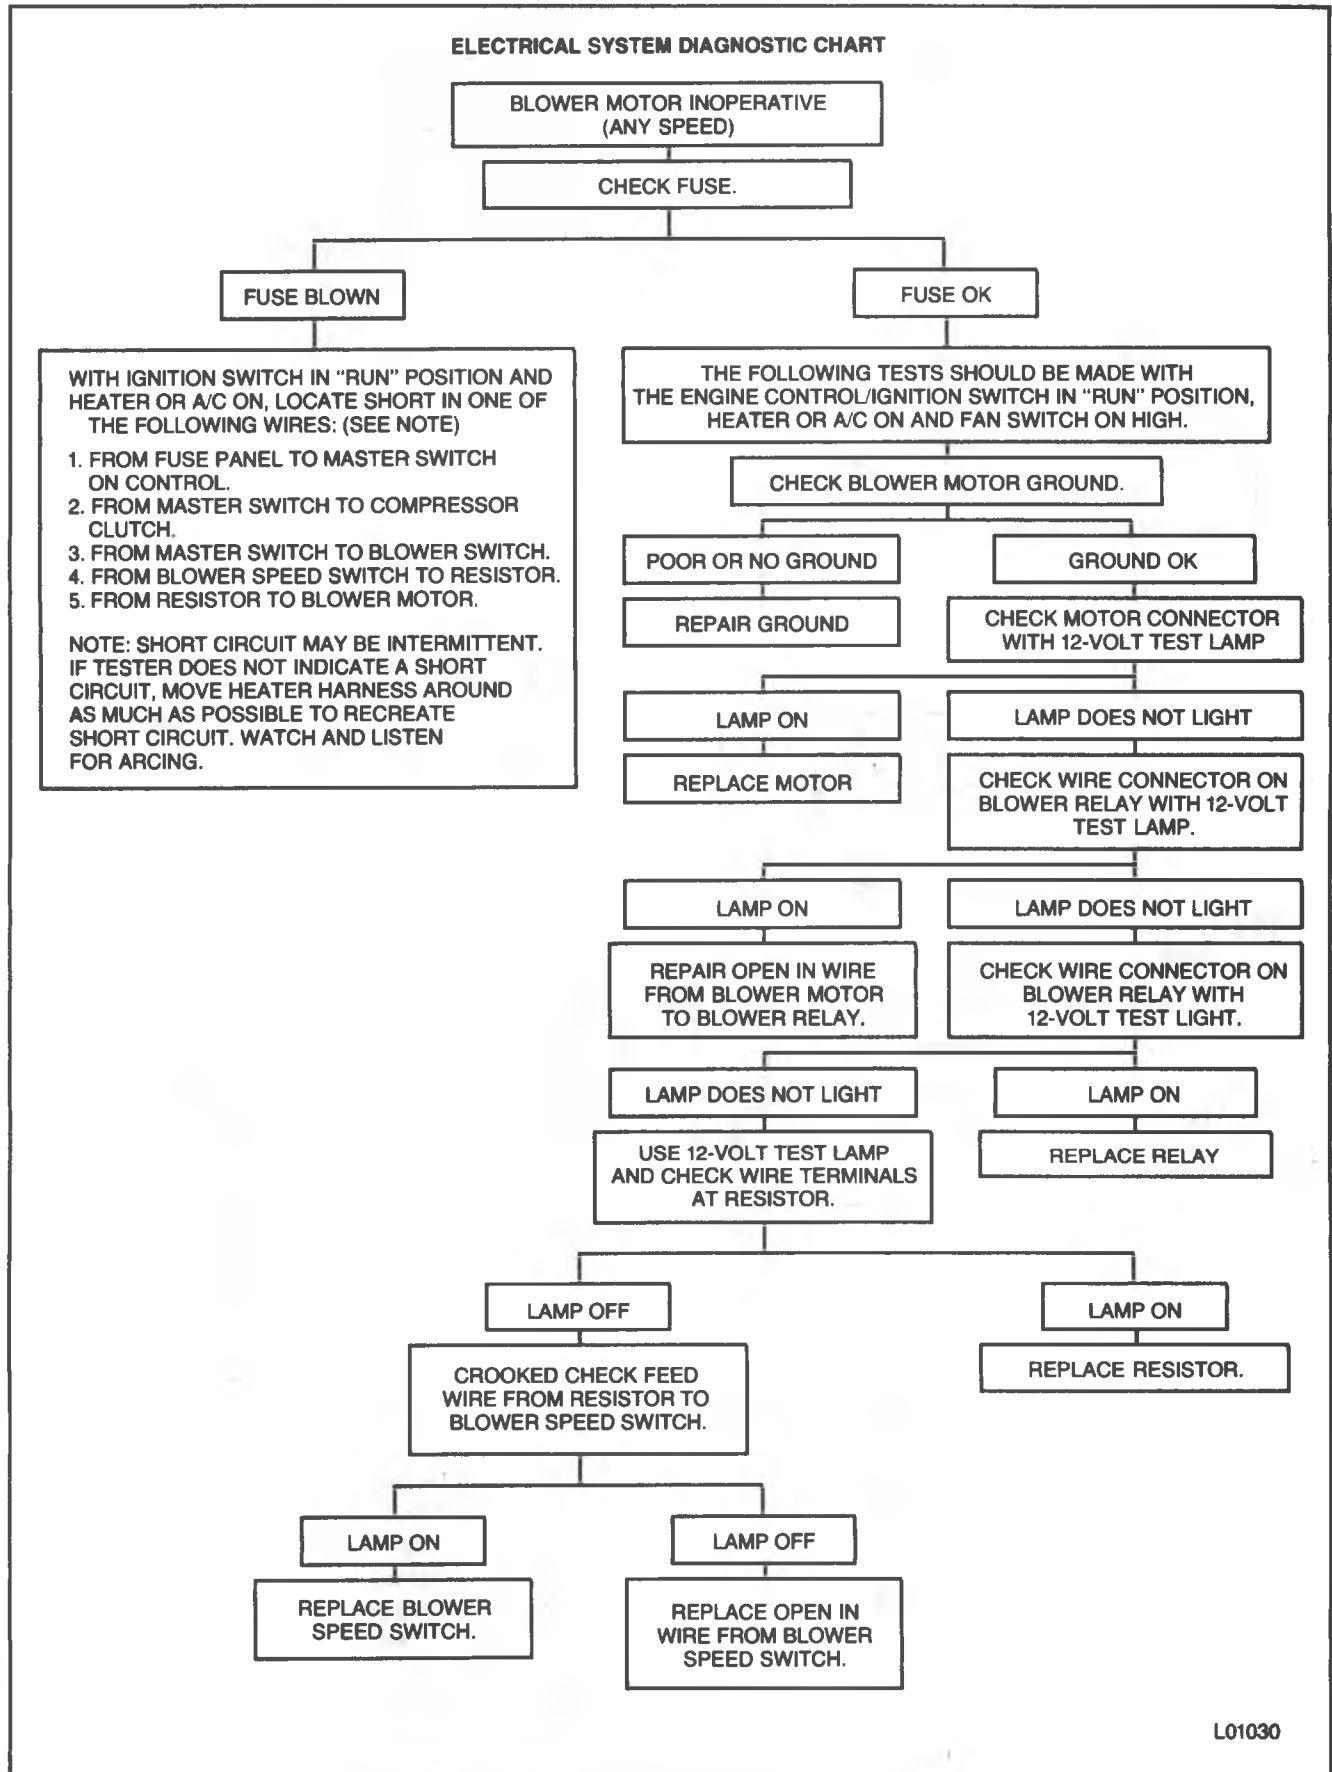 ELECTRICAL SYSTEM DIAGNOSTIC CHART
BLOWER MOTOR INOPERATIVE
(ANY SPEED)
CHECK FUSE.
FUSE BLOWN
WITH IGNITION SWITCH IN "RUN" POSITION AND
HEATER OR A/C ON, LOCATE SHORT IN ONE OF
THE FOLLOWING WIRES: (SEE NOTE)
1. FROM FUSE PANEL TO MASTER SWITCH
ON CONTROL.
2. FROM MASTER SWITCH TO COMPRESSOR
CLUTCH.
3. FROM MASTER SWITCH TO BLOWER SWITCH.
4. FROM BLOWER SPEED SWITCH TO RESISTOR.
5. FROM RESISTOR TO BLOWER MOTOR.
NOTE: SHORT CIRCUIT MAY BE INTERMITTENT.
IF TESTER DOES NOT INDICATE A SHORT
CIRCUIT, MOVE HEATER HARNESS AROUND
AS MUCH AS POSSIBLE TO RECREATE
SHORT CIRCUIT. WATCH AND LISTEN
FOR ARCING.
FUSE OK
THE FOLLOWING TESTS SHOULD BE MADE WITH
THE ENGINE CONTROL/IGNITION SWITCH IN "RUN" POSITION,
HEATER OR A/C ON AND FAN SWITCH ON HIGH.
CHECK BLOWER MOTOR GROUND.
POOR OR NO GROUND
REPAIR GROUND
GROUND OK
CHECK MOTOR CONNECTOR
WITH 12-VOLT TEST LAMP
LAMP ON
REPLACE MOTOR
LAMP DOES NOT LIGHT
CHECK WIRE CONNECTOR ON
BLOWER RELAY WITH 12-VOLT
TEST LAMP.
LAMP ON
REPAIR OPEN IN WIRE
FROM BLOWER MOTOR
TO BLOWER RELAY.
LAMP DOES NOT LIGHT
CHECK WIRE CONNECTOR ON
BLOWER RELAY WITH
12-VOLT TEST LIGHT.
LAMP DOES NOT LIGHT
USE 12-VOLT TEST LAMP
AND CHECK WIRE TERMINALS
AT RESISTOR.
LAMP ON
REPLACE RELAY
LAMP OFF
CROOKED CHECK FEED
WIRE FROM RESISTOR TO
BLOWER SPEED SWITCH.
LAMP ON
REPLACE RESISTOR.
LAMP ON
REPLACE BLOWER
SPEED SWITCH.
LAMP OFF
REPLACE OPEN IN
WIRE FROM BLOWER
SPEED SWITCH.
L01030